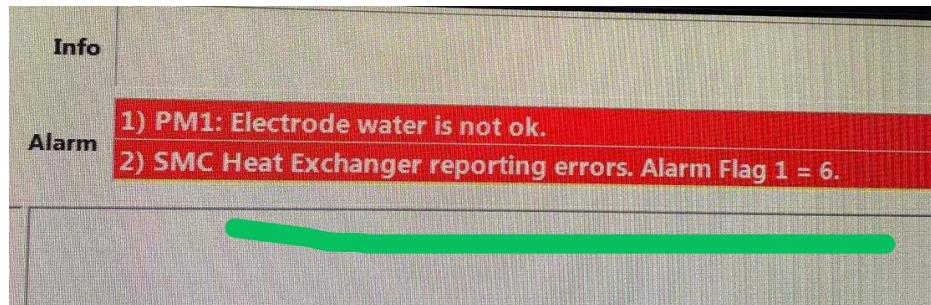 Info
Alarm
1) PM1: Electrode water is not ok.
2) SMC Heat Exchanger reporting errors. Alarm Flag 1 = 6.